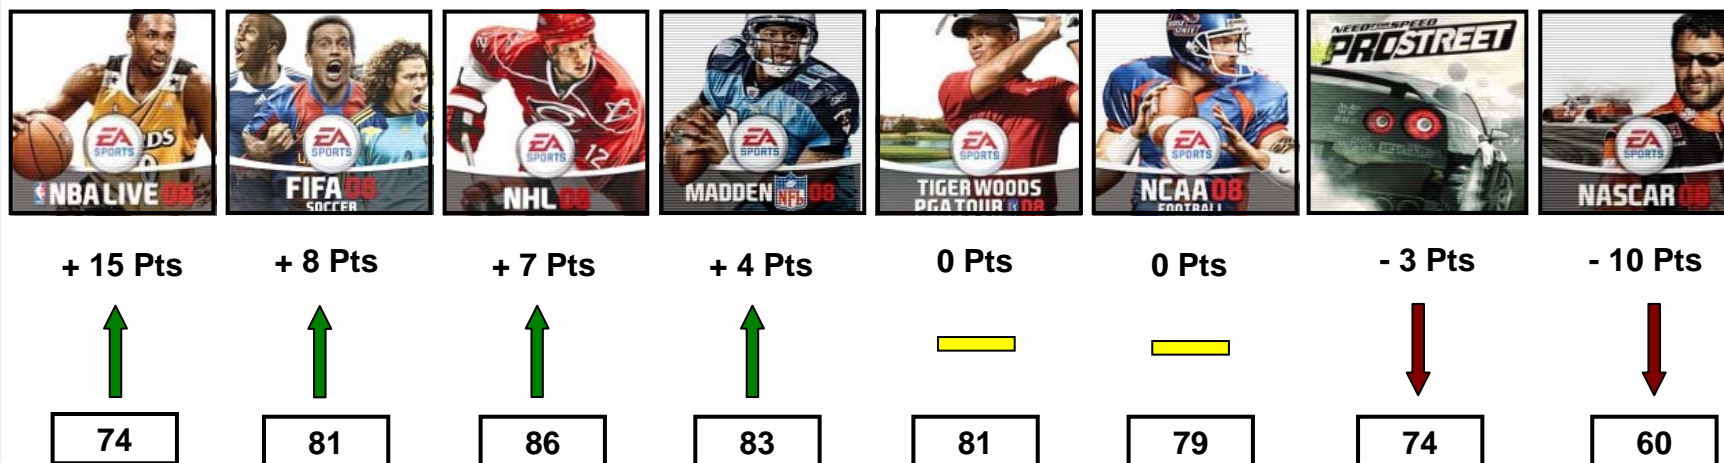 EA
SPORTS
RDS
NBA LIVE 08
EA
SPORTS
FIFA 08
SOCCER
EA
SPORTS
12
NHL 08
EA
SPORTS
MADDEN NFL 08
EA
SPORTS
TIGER WOODS
PGA TOUR 08
EA
SPORTS
NCAA 08
FOOTBALL
NEED FOR SPEED
PROSTREET
EA
SPORTS
NASCAR 08
+ 15 Pts + 8 Pts + 7 Pts + 4 Pts 0 Pts 0 Pts - 3 Pts - 10 Pts
74 81 86 83 81 79 74 60